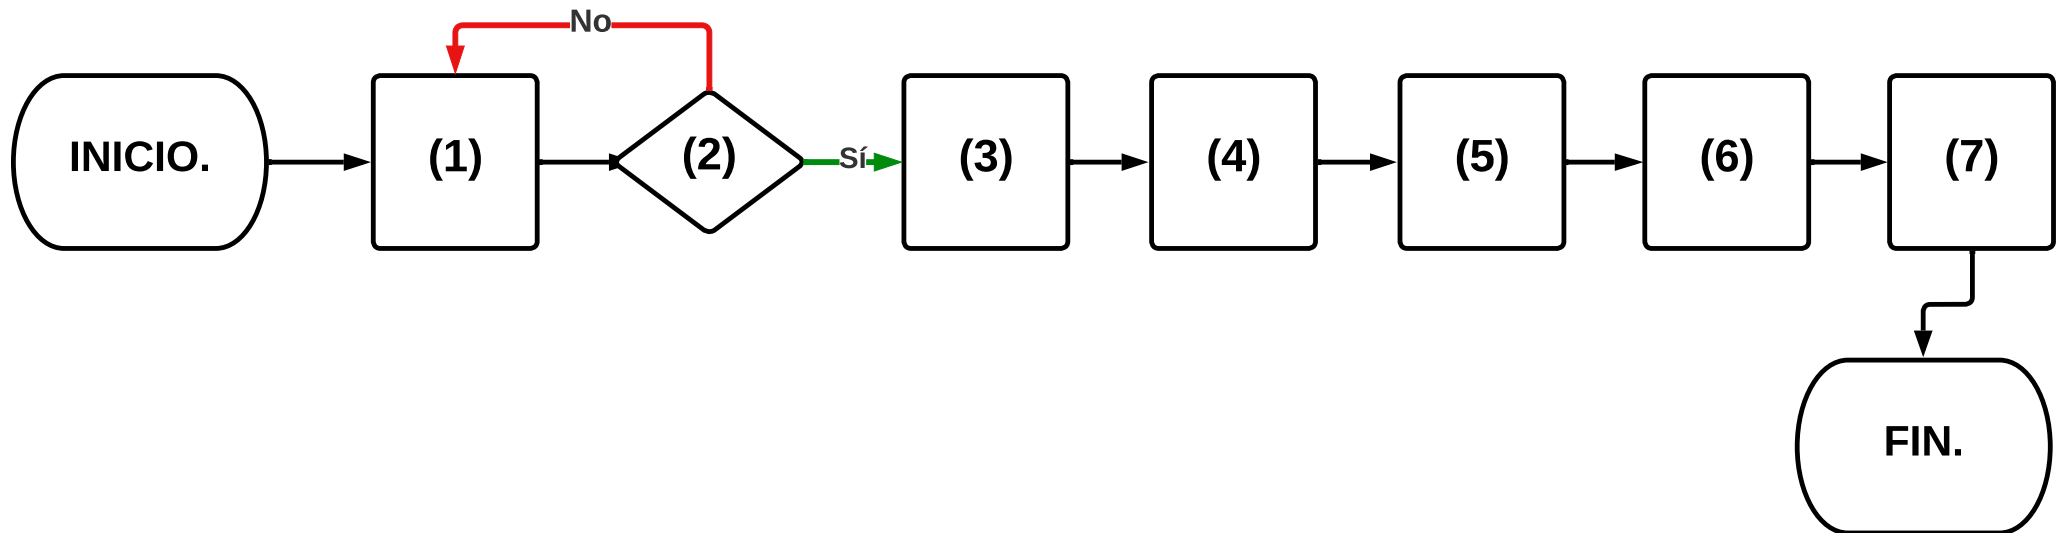 No
INICIO.
(1)
(2)
Sí
(3)
(4)
(5)
(6)
(7)
FIN.